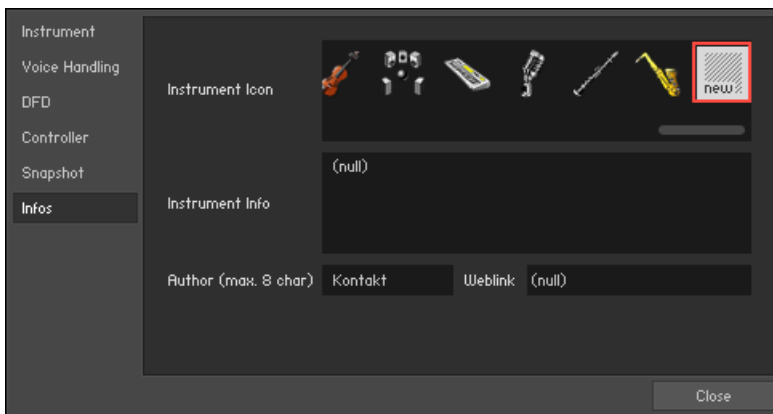 Instrument
Voice Handling
DFD
Controller
Snapshot
Infos
Instrument Icon
new
Instrument Info
(null)
Author (max. 8 char) Kontakt Weblink (null)
Close